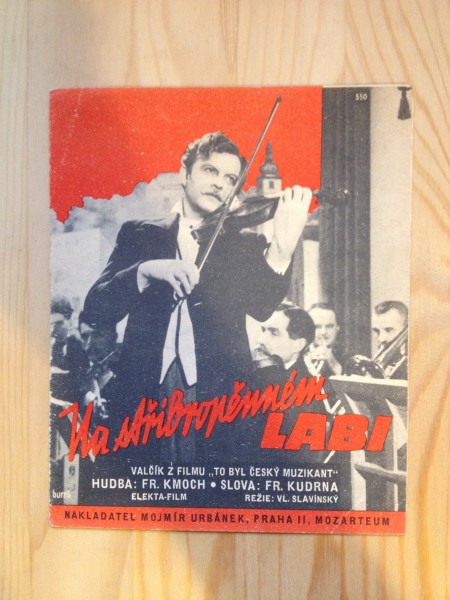 550
Na stříbropěnném
LABI
VALČÍK Z FILMU „TO BYL ČESKÝ MUZIKANT“
HUDBA: FR. KMOCH • SLOVA: FR. KUDRNA
ELEKTA-FILM REŽIE: VL. SLAVÍNSKÝ
NAKLADATEL MOJMÍR URBÁNEK, PRAHA II, MOZARTEUM